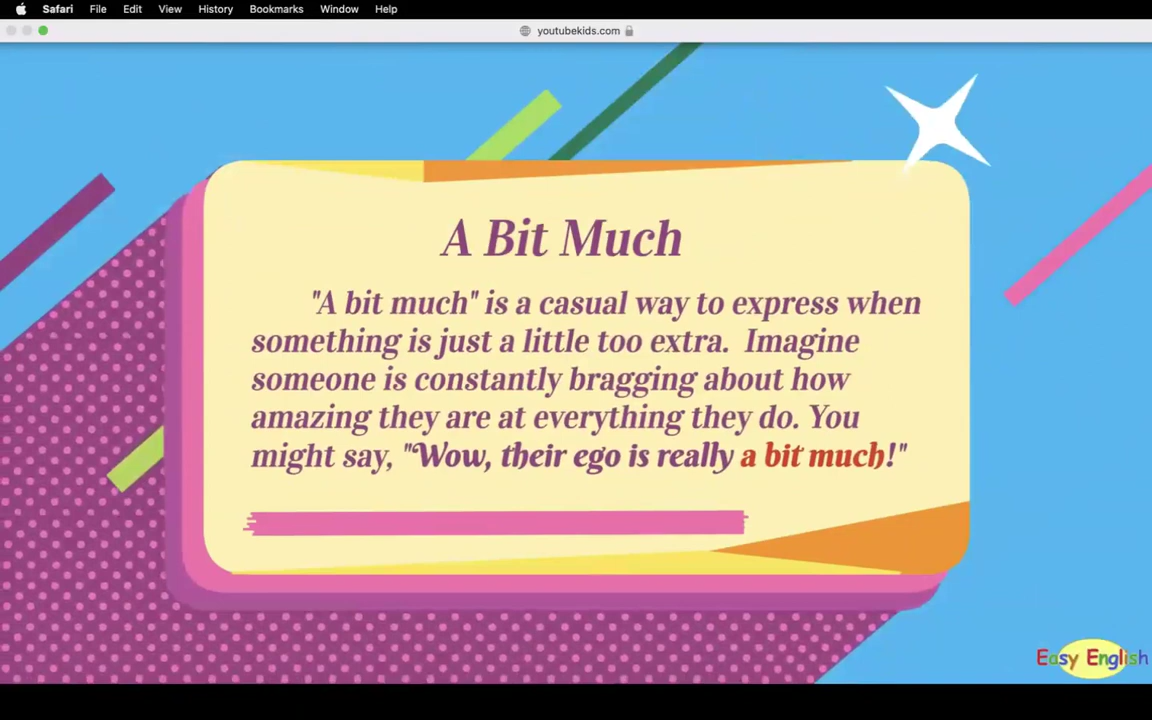 Safari File Edit View History Bookmarks Window Help
youtubekids.com
A Bit Much
"A bit much" is a casual way to express when
something is just a little too extra. Imagine
someone is constantly bragging about how
amazing they are at everything they do. You
might say, "Wow, their ego is really a bit much!"
Easy English